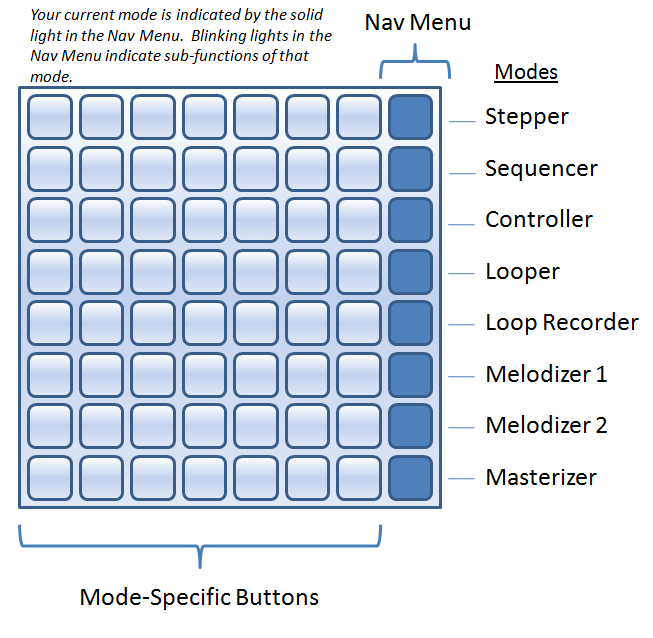 Your current mode is indicated by the solid
light in the Nav Menu.  Blinking lights in the
Nav Menu indicate sub-functions of that
mode.
Nav Menu
Modes
Stepper
Sequencer
Controller
Looper
Loop Recorder
Melodizer 1
Melodizer 2
Masterizer
Mode-Specific Buttons